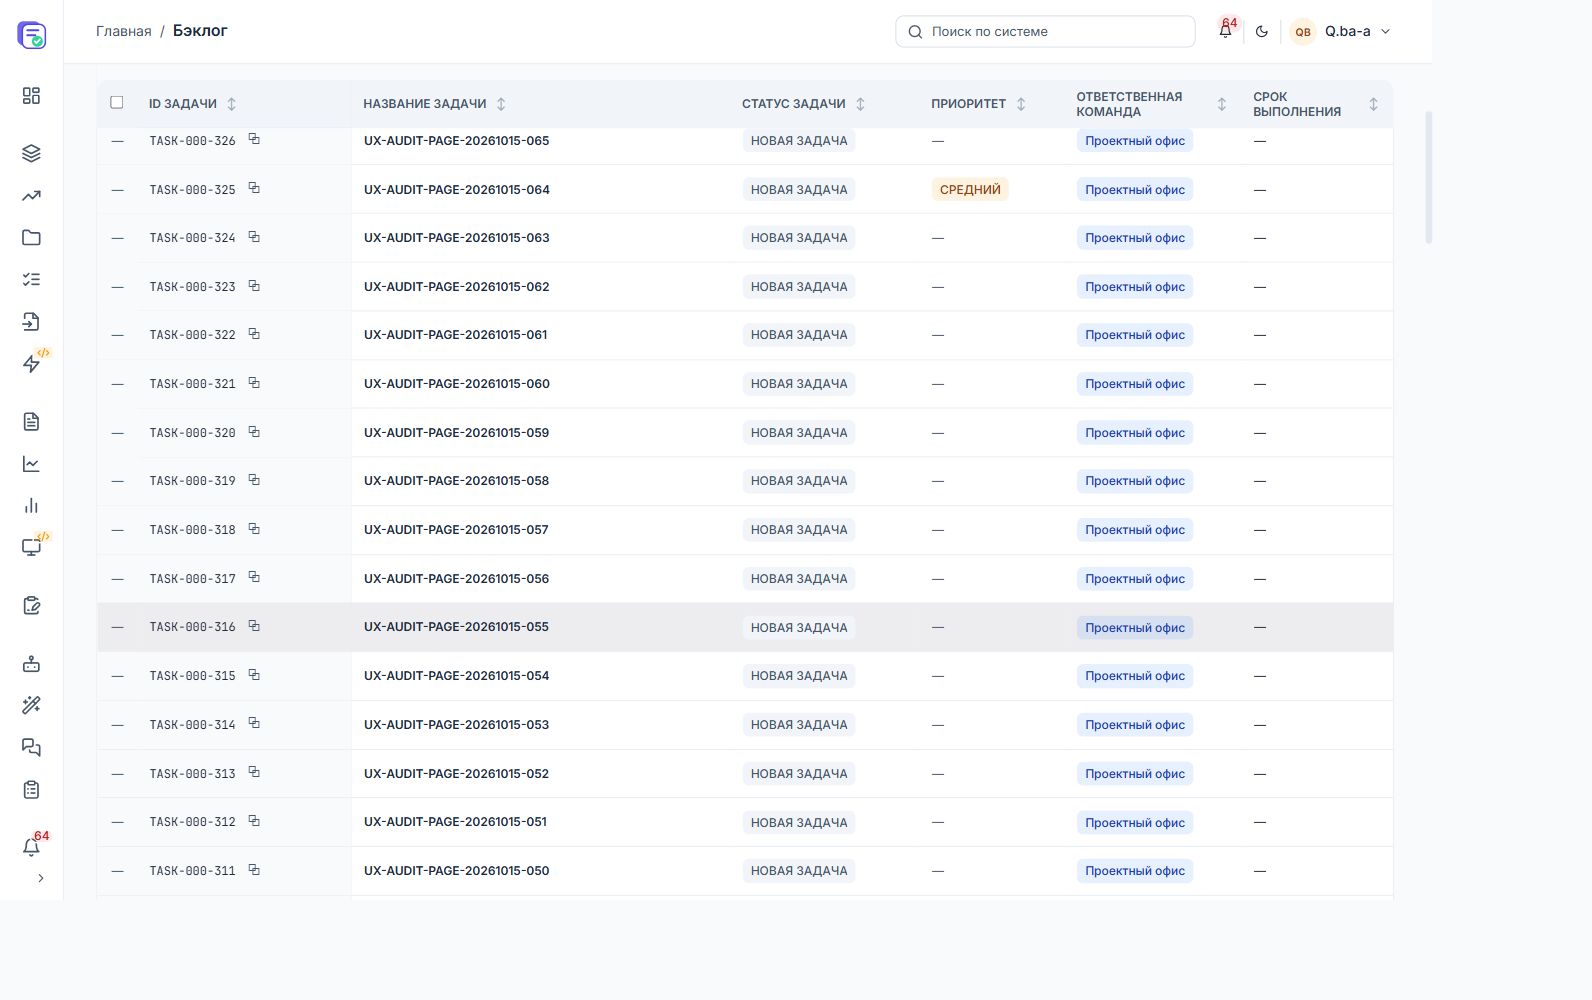 Главная / Бэклог
Поиск по системе
64
QB
Q.ba-a
ID ЗАДАЧИ НАЗВАНИЕ ЗАДАЧИ СТАТУС ЗАДАЧИ ПРИОРИТЕТ ОТВЕТСТВЕННАЯ КОМАНДА СРОК ВЫПОЛНЕНИЯ
— TASK-000-326 UX-AUDIT-PAGE-20261015-065 НОВАЯ ЗАДАЧА — Проектный офис —
— TASK-000-325 UX-AUDIT-PAGE-20261015-064 НОВАЯ ЗАДАЧА СРЕДНИЙ Проектный офис —
— TASK-000-324 UX-AUDIT-PAGE-20261015-063 НОВАЯ ЗАДАЧА — Проектный офис —
— TASK-000-323 UX-AUDIT-PAGE-20261015-062 НОВАЯ ЗАДАЧА — Проектный офис —
— TASK-000-322 UX-AUDIT-PAGE-20261015-061 НОВАЯ ЗАДАЧА — Проектный офис —
— TASK-000-321 UX-AUDIT-PAGE-20261015-060 НОВАЯ ЗАДАЧА — Проектный офис —
— TASK-000-320 UX-AUDIT-PAGE-20261015-059 НОВАЯ ЗАДАЧА — Проектный офис —
— TASK-000-319 UX-AUDIT-PAGE-20261015-058 НОВАЯ ЗАДАЧА — Проектный офис —
— TASK-000-318 UX-AUDIT-PAGE-20261015-057 НОВАЯ ЗАДАЧА — Проектный офис —
— TASK-000-317 UX-AUDIT-PAGE-20261015-056 НОВАЯ ЗАДАЧА — Проектный офис —
— TASK-000-316 UX-AUDIT-PAGE-20261015-055 НОВАЯ ЗАДАЧА — Проектный офис —
— TASK-000-315 UX-AUDIT-PAGE-20261015-054 НОВАЯ ЗАДАЧА — Проектный офис —
— TASK-000-314 UX-AUDIT-PAGE-20261015-053 НОВАЯ ЗАДАЧА — Проектный офис —
— TASK-000-313 UX-AUDIT-PAGE-20261015-052 НОВАЯ ЗАДАЧА — Проектный офис —
— TASK-000-312 UX-AUDIT-PAGE-20261015-051 НОВАЯ ЗАДАЧА — Проектный офис —
— TASK-000-311 UX-AUDIT-PAGE-20261015-050 НОВАЯ ЗАДАЧА — Проектный офис —
64